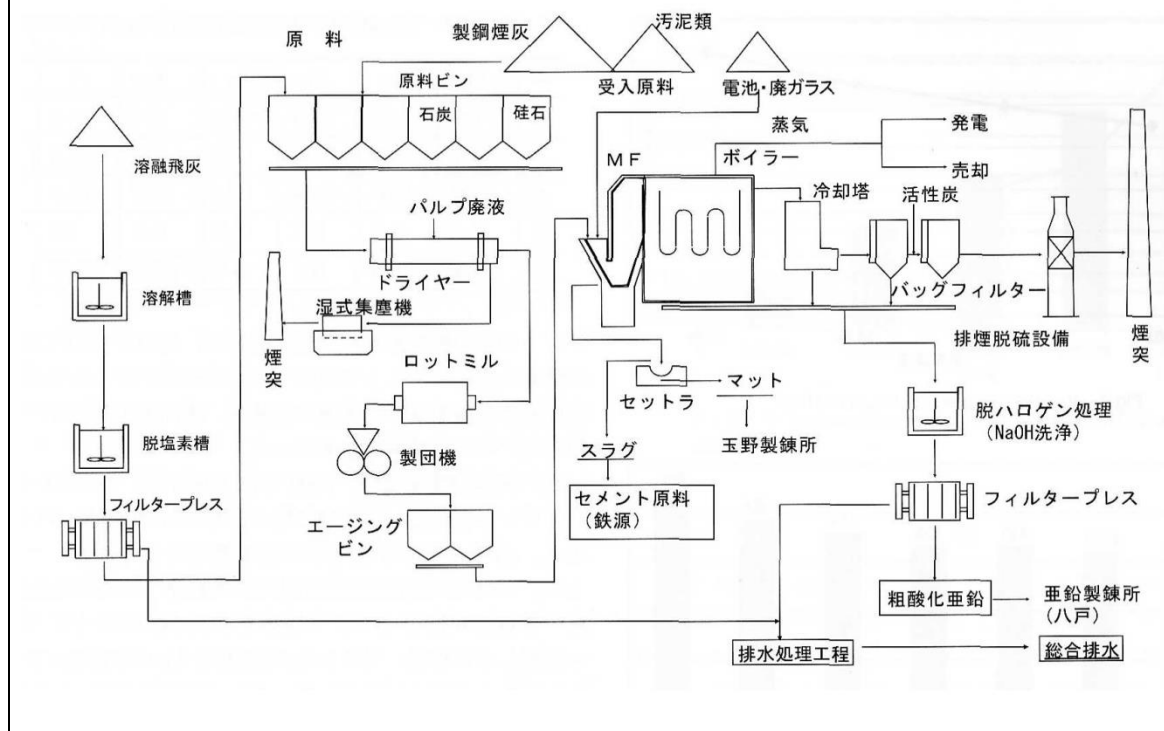 原 料
製鋼煙灰
汚泥類
原料ビン
受入原料
電池・廃ガラス
石炭
硅石
蒸気
発電
ＭＦ
ボイラー
売却
溶融飛灰
冷却塔
活性炭
パルプ廃液
ドライヤー
バッグフィルター
溶解槽
湿式集塵機
排煙脱硫設備
煙突
煙突
ロットミル
マット
セットラ
脱ハロゲン処理
(NaOH洗浄)
脱塩素槽
製団機
スラグ
玉野製錬所
フィルタープレス
セメント原料
(鉄源)
フィルタープレス
エージング
ビン
粗酸化亜鉛
亜鉛製錬所
(八戸)
排水処理工程
総合排水